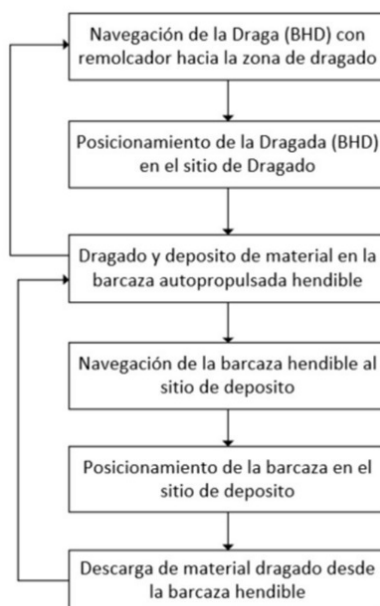 Navegación de la Draga (BHD) con
remolcador hacia la zona de dragado
Posicionamiento de la Dragada (BHD)
en el sitio de Dragado
Dragado y deposito de material en la
barcaza autopropulsada hendible
Navegación de la barcaza hendible al
sitio de deposito
Posicionamiento de la barcaza en el
sitio de deposito
Descarga de material dragado desde
la barcaza hendible